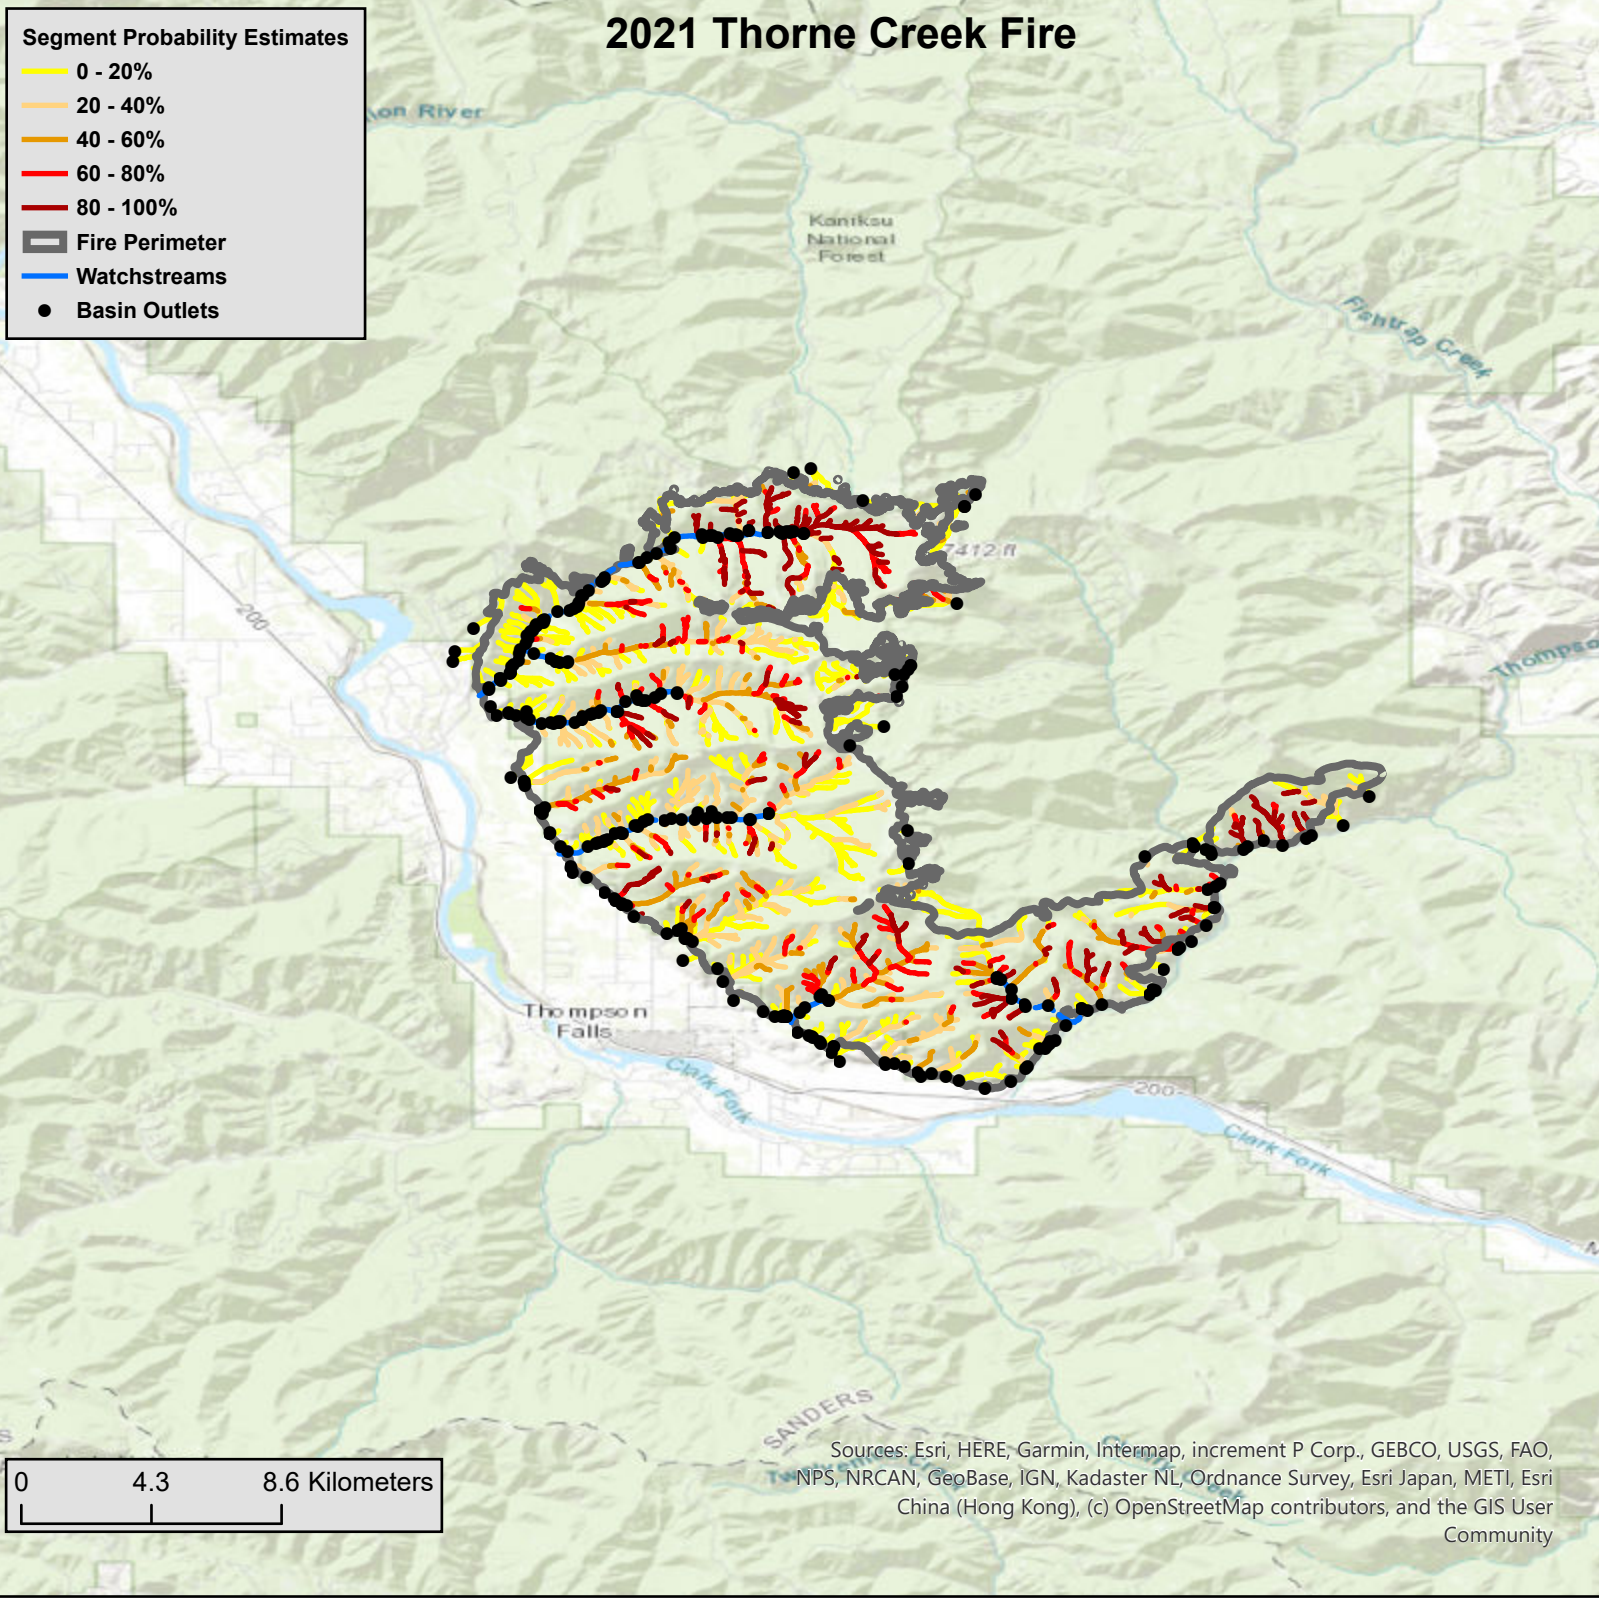 2021 Thorne Creek Fire
Segment Probability Estimates
0 - 20%
20 - 40%
40 - 60%
60 - 80%
80 - 100%
Fire Perimeter
Watchstreams
Basin Outlets
River
Kaniksu
National
Forest
Fishtrap Creek
7412 ft
200
Thompson
Falls
Clark Fork
200
Clark Fork
SANDERS
0 4.3 8.6 Kilometers
Sources: Esri, HERE, Garmin, Intermap, increment P Corp., GEBCO, USGS, FAO,
NPS, NRCAN, GeoBase, IGN, Kadaster NL, Ordnance Survey, Esri Japan, METI, Esri
China (Hong Kong), (c) OpenStreetMap contributors, and the GIS User
Community